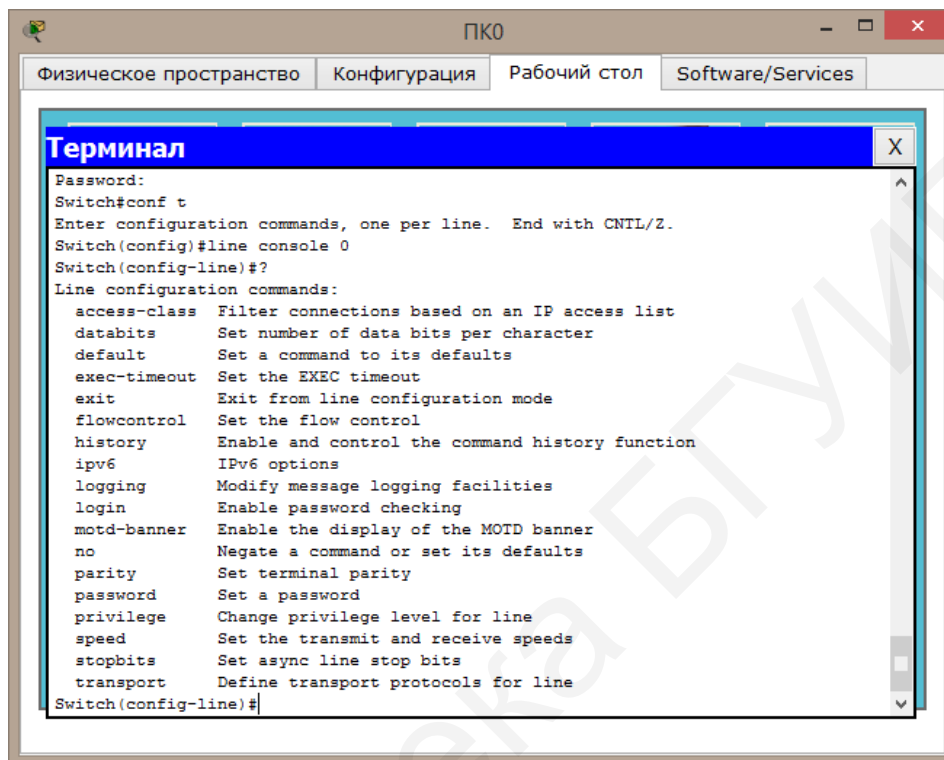 ПК0
Физическое пространство Конфигурация Рабочий стол Software/Services
Терминал X
Password:
Switch#conf t
Enter configuration commands, one per line.  End with CNTL/Z.
Switch(config)#line console 0
Switch(config-line)#?
Line configuration commands:
  access-class  Filter connections based on an IP access list
  databits      Set number of data bits per character
  default       Set a command to its defaults
  exec-timeout  Set the EXEC timeout
  exit          Exit from line configuration mode
  flowcontrol   Set the flow control
  history       Enable and control the command history function
  ipv6          IPv6 options
  logging       Modify message logging facilities
  login         Enable password checking
  motd-banner   Enable the display of the MOTD banner
  no            Negate a command or set its defaults
  parity        Set terminal parity
  password      Set a password
  privilege     Change privilege level for line
  speed         Set the transmit and receive speeds
  stopbits      Set async line stop bits
  transport     Define transport protocols for line
Switch(config-line)#